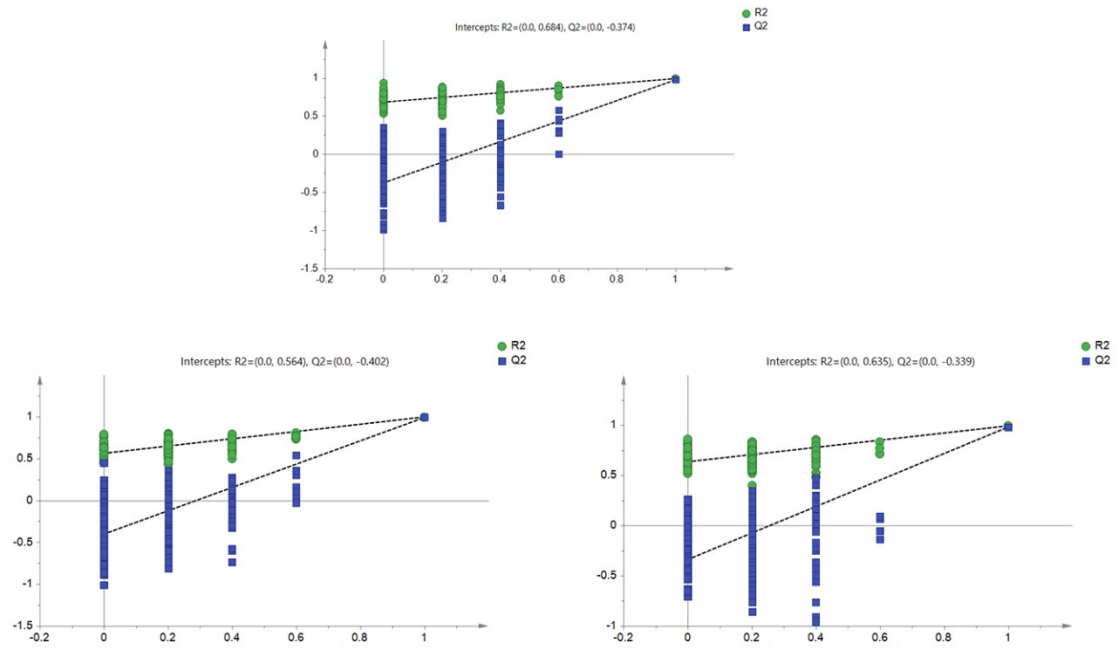 Intercepts: R2=(0.0, 0.684), Q2=(0.0, -0.374)
R2
Q2
1
0.5
0
-0.5
-1
-1.5
-0.2 0 0.2 0.4 0.6 0.8 1
Intercepts: R2=(0.0, 0.564), Q2=(0.0, -0.402)
R2
Q2
1
0.5
0
-0.5
-1
-1.5
-0.2 0 0.2 0.4 0.6 0.8 1
Intercepts: R2=(0.0, 0.635), Q2=(0.0, -0.339)
R2
Q2
1
0.5
0
-0.5
-1
-0.2 0 0.2 0.4 0.6 0.8 1